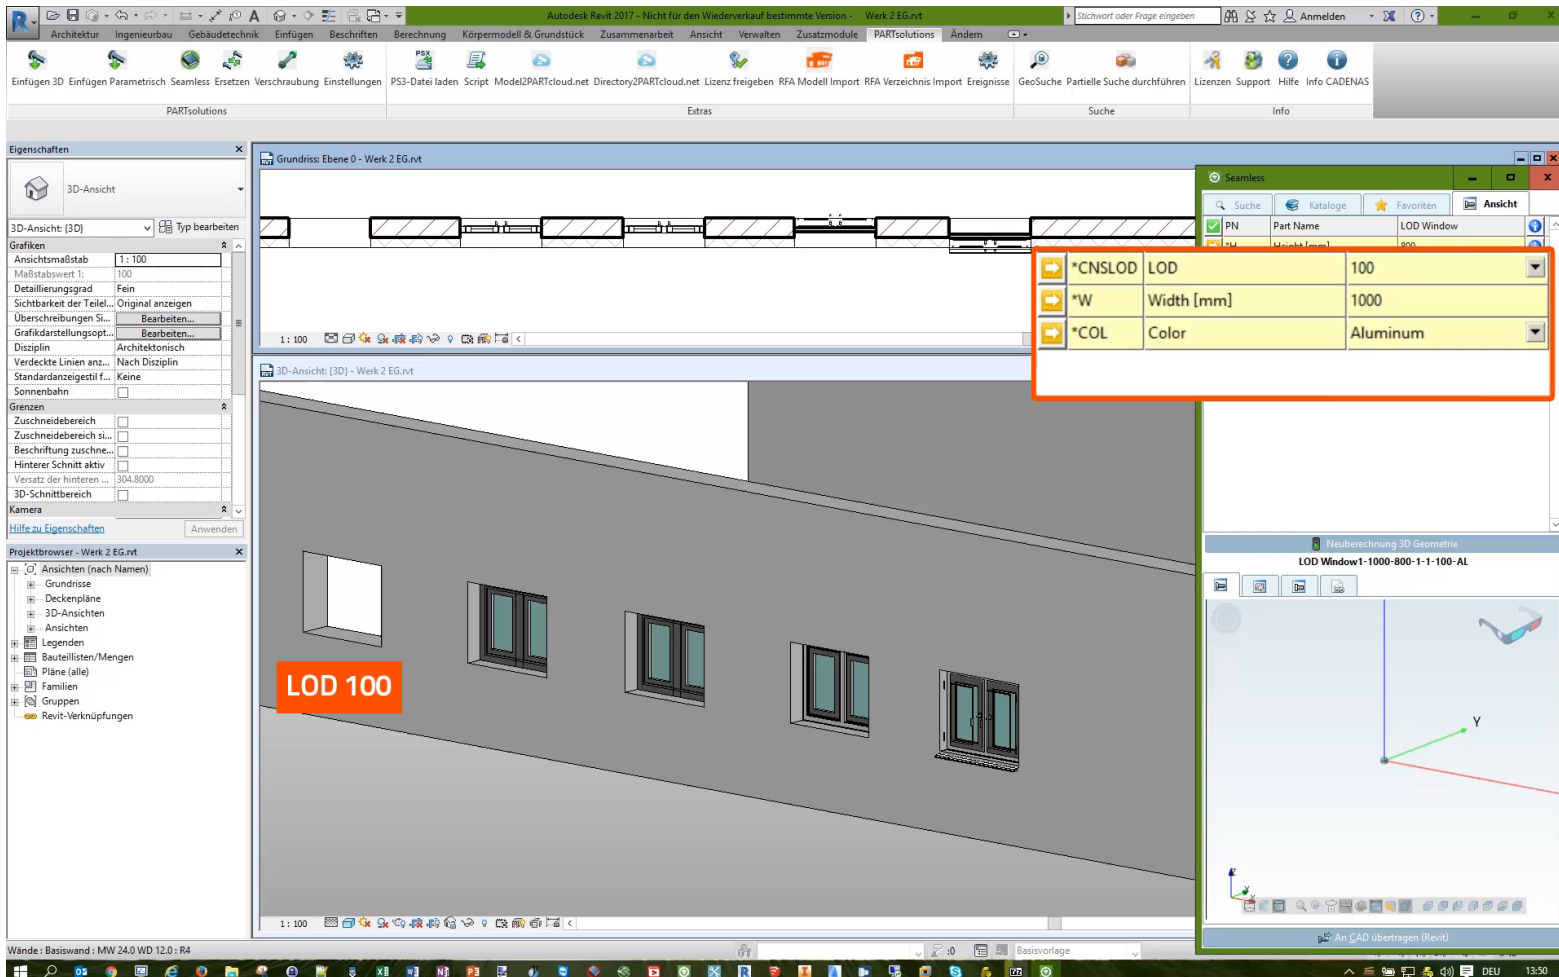 Autodesk Revit 2017 - Nicht für den Wiederverkauf bestimmte Version - Werk 2 EG.rvt
Stichwort oder Frage eingeben
Anmelden
Architektur Ingenieurbau Gebäudetechnik Einfügen Beschriften Berechnung Körpermodell & Grundstück Zusammenarbeit Ansicht Verwalten Zusatzmodule PARTsolutions Ändern
Einfügen 3D Einfügen Parametrisch Seamless Ersetzen Verschraubung Einstellungen PS3-Datei laden Script Model2PARTcloud.net Directory2PARTcloud.net Lizenz freigeben RFA Modell Import RFA Verzeichnis Import Ereignisse GeoSuche Partielle Suche durchführen Lizenzen Support Hilfe Info CADENAS
PARTsolutions Extras Suche Info
Eigenschaften
3D-Ansicht
3D-Ansicht: {3D}
Typ bearbeiten
Grafiken
Ansichtsmaßstab 1 : 100
Maßstabswert 1: 100
Detaillierungsgrad Fein
Sichtbarkeit der Teilel... Original anzeigen
Überschreibungen Si... Bearbeiten...
Grafikdarstellungsopt... Bearbeiten...
Disziplin Architektonisch
Verdeckte Linien anz... Nach Disziplin
Standardanzeigestil f... Keine
Sonnenbahn
Grenzen
Zuschneidebereich
Zuschneidebereich si...
Beschriftung zuschne...
Hinterer Schnitt aktiv
Versatz der hinteren ... 304.8000
3D-Schnittbereich
Kamera
Hilfe zu Eigenschaften
Anwenden
Projektbrowser - Werk 2 EG.rvt
Ansichten (nach Namen)
Grundrisse
Deckenpläne
3D-Ansichten
Ansichten
Legenden
Bauteillisten/Mengen
Pläne (alle)
Familien
Gruppen
Revit-Verknüpfungen
Grundriss: Ebene 0 - Werk 2 EG.rvt
1 : 100
3D-Ansicht: {3D} - Werk 2 EG.rvt
LOD 100
1 : 100
Seamless
Suche Kataloge Favoriten Ansicht
PN Part Name LOD Window
*H Height [mm] 800
*CNSLOD LOD 100
*W Width [mm] 1000
*COL Color Aluminum
Neuberechnung 3D Geometrie
LOD Window1-1000-800-1-1-100-AL
Y
An CAD übertragen (Revit)
Wände : Basiswand : MW 24.0 WD 12.0 : R4
:0
Basisvorlage
DEU 13:50